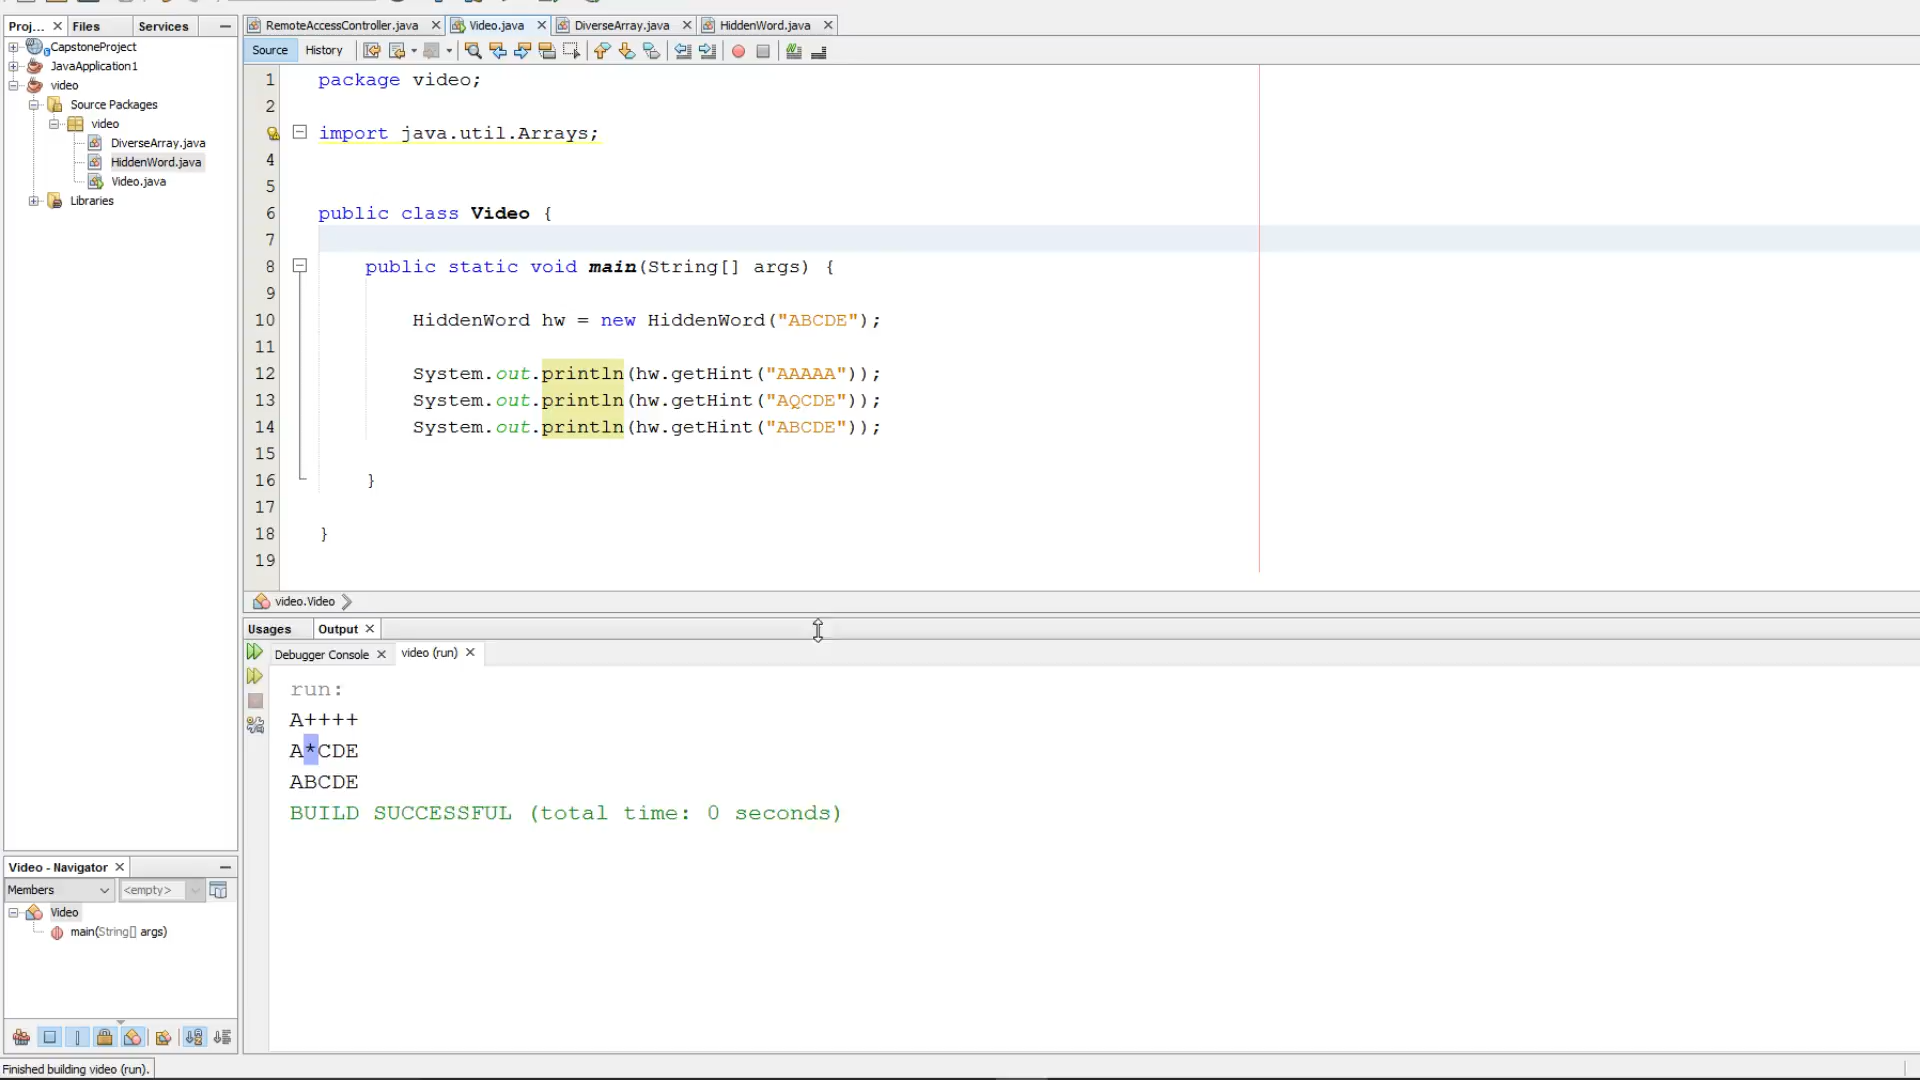 Proj... Files Services
RemoteAccessController.java Video.java DiverseArray.java HiddenWord.java
CapstoneProject
JavaApplication1
video
Source Packages
video
DiverseArray.java
HiddenWord.java
Video.java
Libraries
Source History
1 package video;
2
import java.util.Arrays;
4
5
6 public class Video {
7
8 public static void main(String[] args) {
9
10 HiddenWord hw = new HiddenWord("ABCDE");
11
12 System.out.println(hw.getHint("AAAAA"));
13 System.out.println(hw.getHint("AQCDE"));
14 System.out.println(hw.getHint("ABCDE"));
15
16 }
17
18 }
19
video.Video
Usages Output
Debugger Console video (run)
run:
A++++
A*CDE
ABCDE
BUILD SUCCESSFUL (total time: 0 seconds)
Video - Navigator
Members <empty>
Video
main(String[] args)
Finished building video (run).